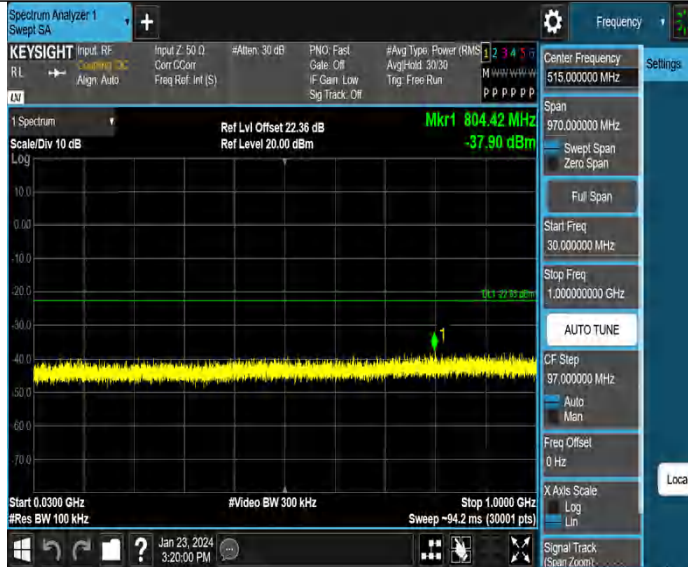 Spectrum Analyzer 1
Swept SA
+
Frequency
KEYSIGHT
RL
Input: RF
Coupling: DC
Align: Auto
Input Z: 50 Ω
Corr CCorr
Freq Ref: Int (S)
#Atten: 30 dB
PNO: Fast
Gate: Off
IF Gain: Low
Sig Track: Off
#Avg Type: Power (RMS
Avg|Hold: 30/30
Trig: Free Run
1 2 3 4 5 6
M W W W W W
P P P P P P
1 Spectrum
Scale/Div 10 dB
Log
Ref Lvl Offset 22.36 dB
Ref Level 20.00 dBm
Mkr1 804.42 MHz
-37.90 dBm
10.0
0.00
-10.0
-20.0
-30.0
-40.0
-50.0
-60.0
-70.0
1
Start 0.0300 GHz
#Res BW 100 kHz
#Video BW 300 kHz
Stop 1.0000 GHz
Sweep ~94.2 ms (30001 pts)
?
Jan 23, 2024
3:20:00 PM
Center Frequency
515.000000 MHz
Settings
Span
970.000000 MHz
Swept Span
Zero Span
Full Span
Start Freq
30.000000 MHz
Stop Freq
1.000000000 GHz
AUTO TUNE
CF Step
97.000000 MHz
Auto
Man
Freq Offset
0 Hz
X Axis Scale
Log
Lin
Signal Track
(Span Zoom)
Loca